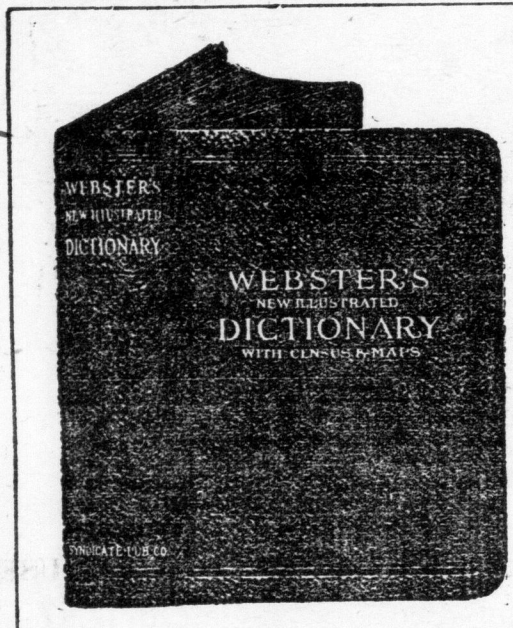 WEBSTER'S
NEW ILLUSTRATED
DICTIONARY
SYNDICATE PUB. CO.
WEBSTER'S
NEW ILLUSTRATED
DICTIONARY
WITH CENSUS & MAPS